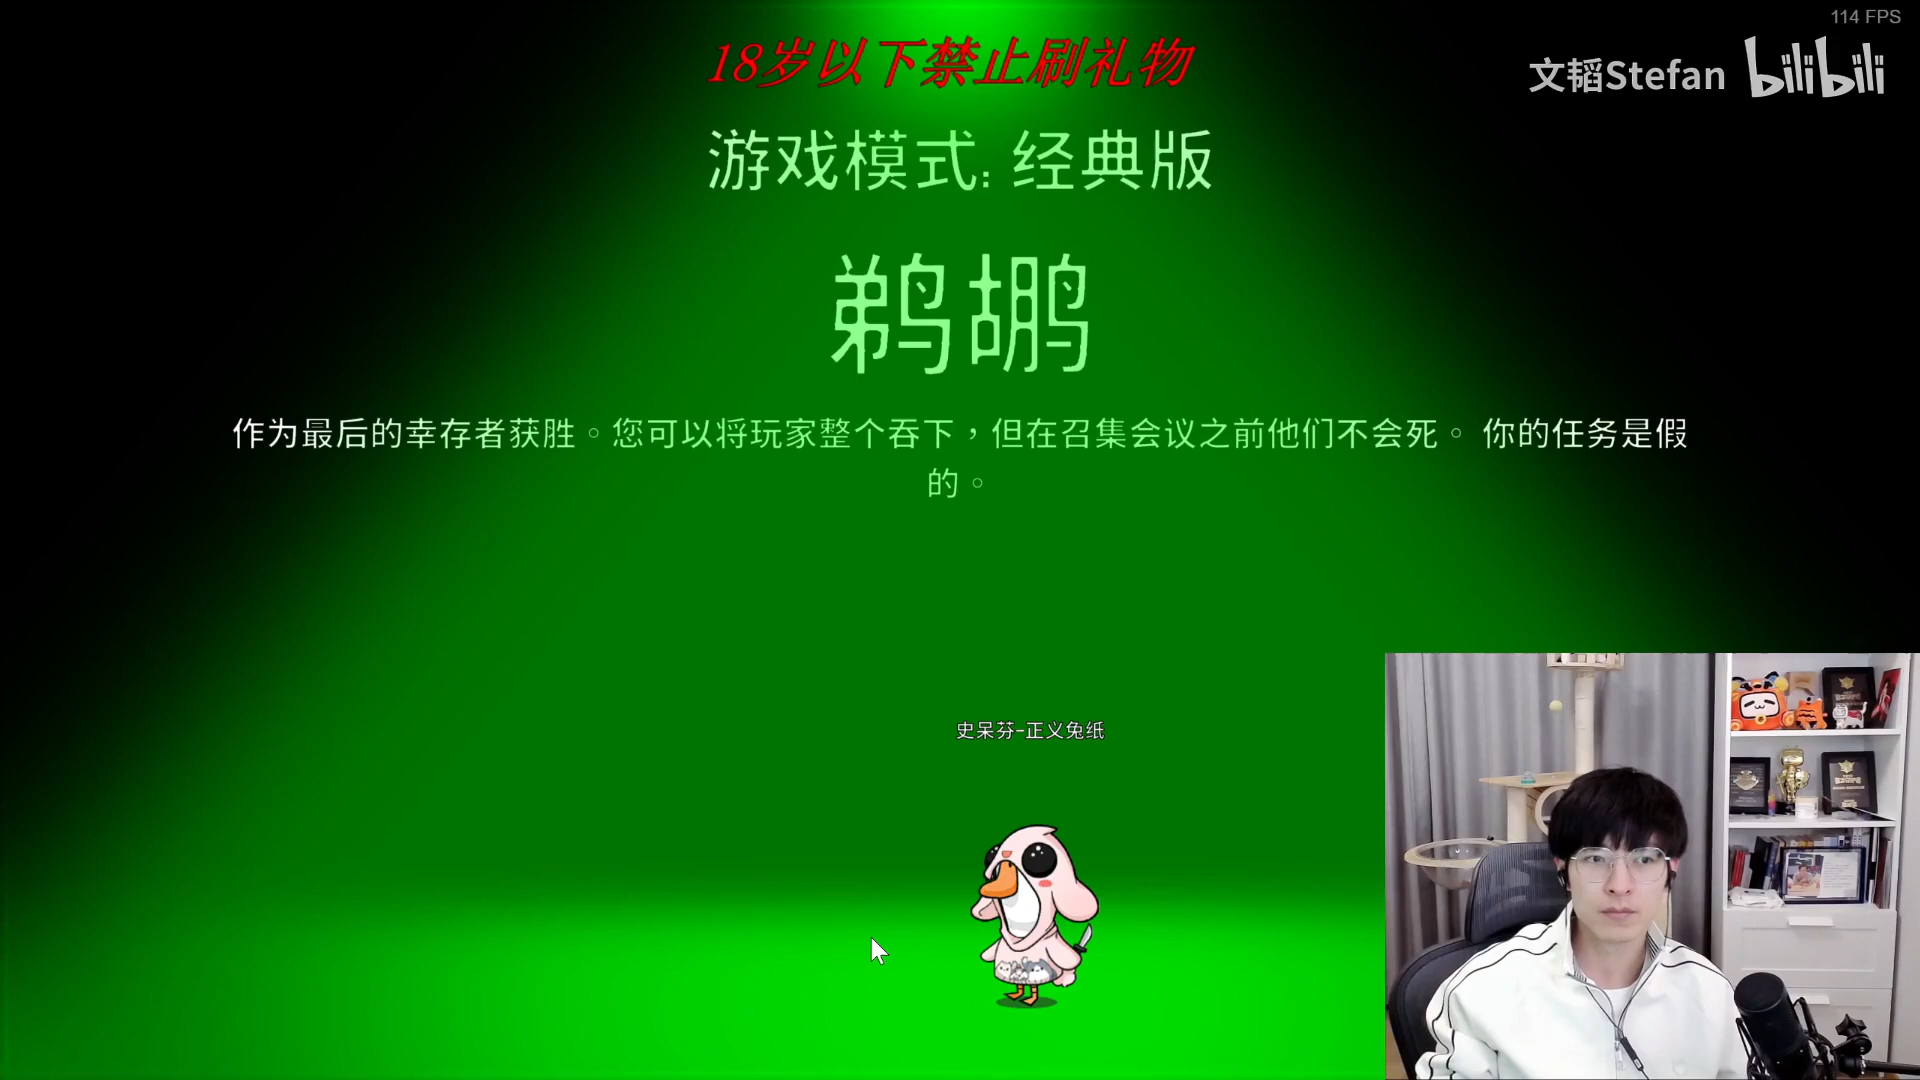 114 FPS
18岁以下禁止刷礼物
文韬Stefan bilibili
游戏模式: 经典版
鹈鹕
作为最后的幸存者获胜。您可以将玩家整个吞下，但在召集会议之前他们不会死。 你的任务是假
的。
史呆芬-正义兔纸